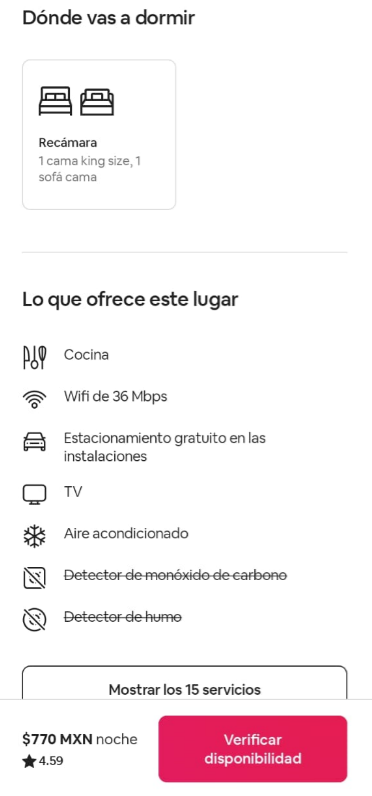 Dónde vas a dormir
Recámara
1 cama king size, 1
sofá cama
Lo que ofrece este lugar
Cocina
Wifi de 36 Mbps
Estacionamiento gratuito en las
instalaciones
TV
Aire acondicionado
Detector de monóxido de carbono
Detector de humo
Mostrar los 15 servicios
$770 MXN noche
4.59
Verificar
disponibilidad